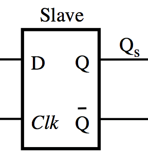 Slave
D Q Qs
Clk Q̄